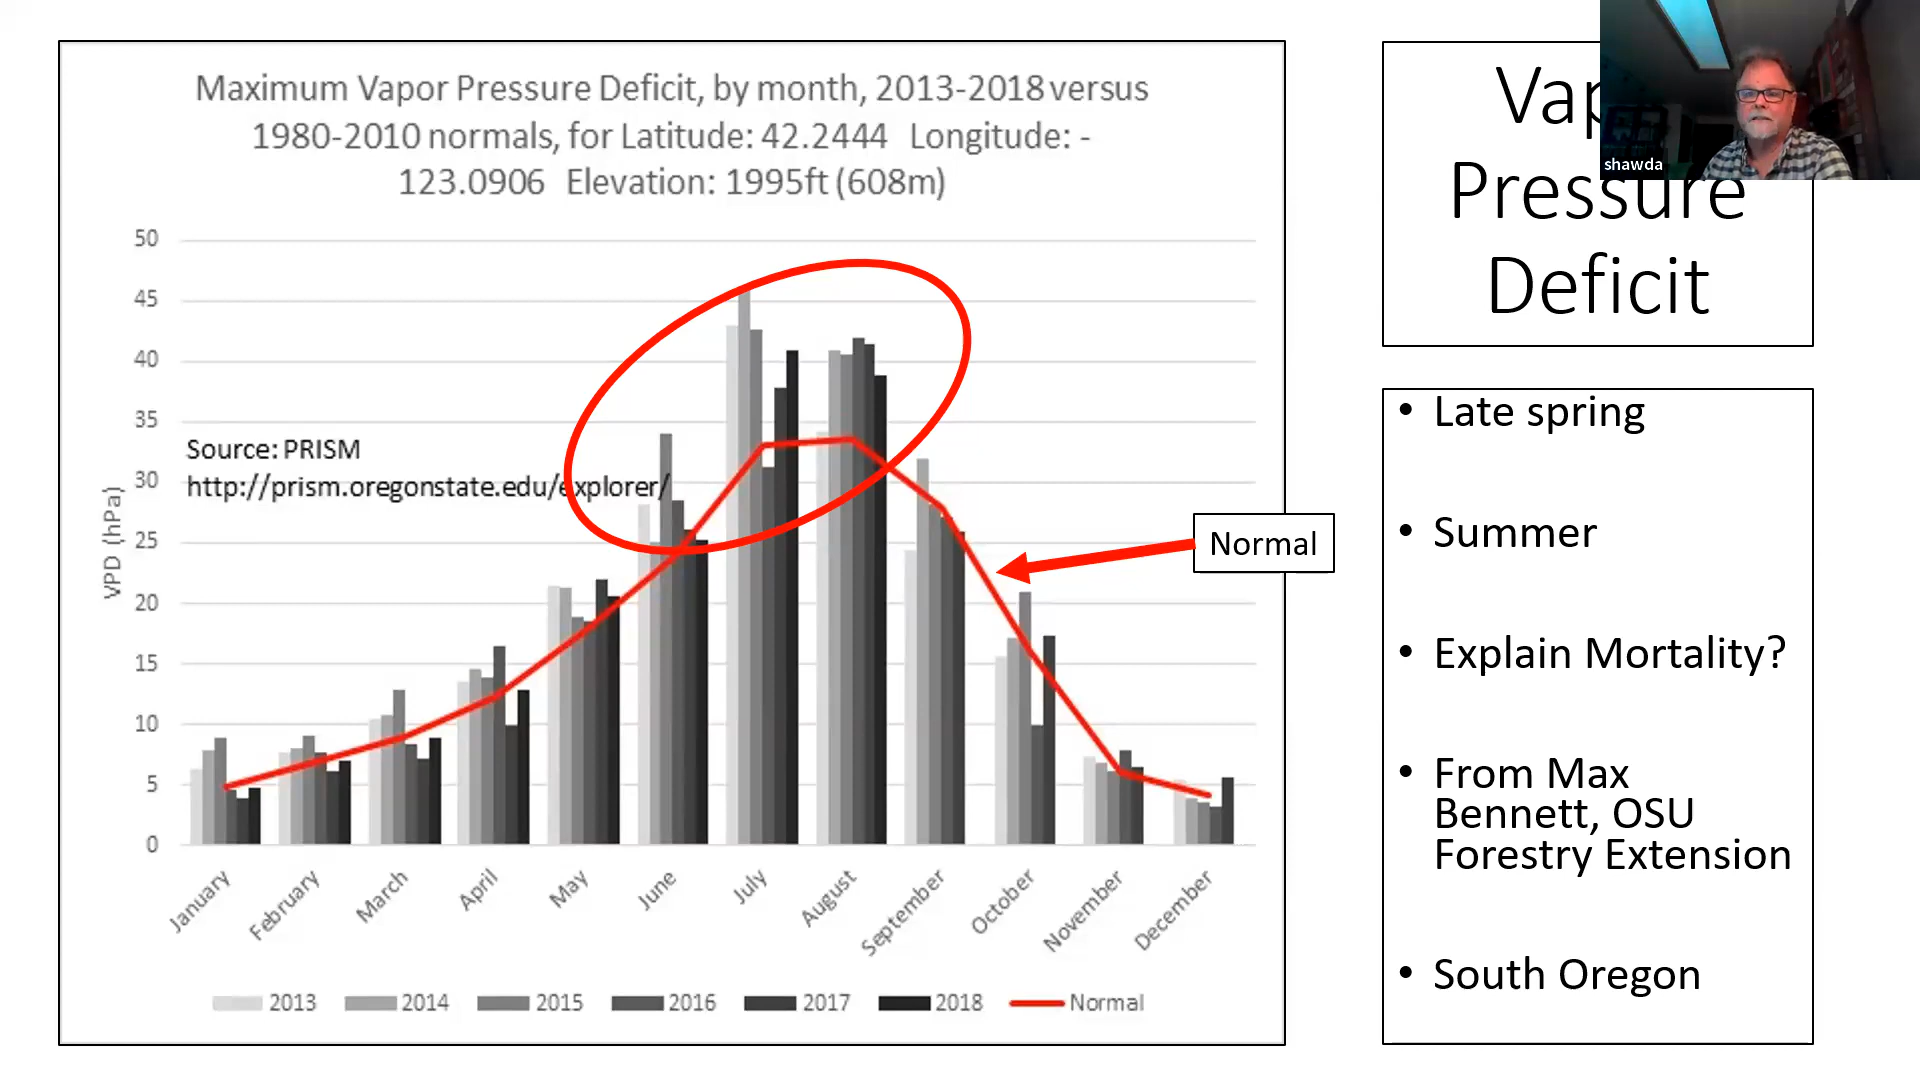 Maximum Vapor Pressure Deficit, by month, 2013-2018 versus
1980-2010 normals, for Latitude: 42.2444 Longitude: -
123.0906 Elevation: 1995ft (608m)
50
45
40
35
30
25
20
15
10
5
0
VPD (hPa)
Source: PRISM
http://prism.oregonstate.edu/explorer/
Normal
January
February
March
April
May
June
July
August
September
October
November
December
2013
2014
2015
2016
2017
2018
Normal
Pressure
Deficit
shawda
• Late spring
• Summer
• Explain Mortality?
• From Max
Bennett, OSU
Forestry Extension
• South Oregon